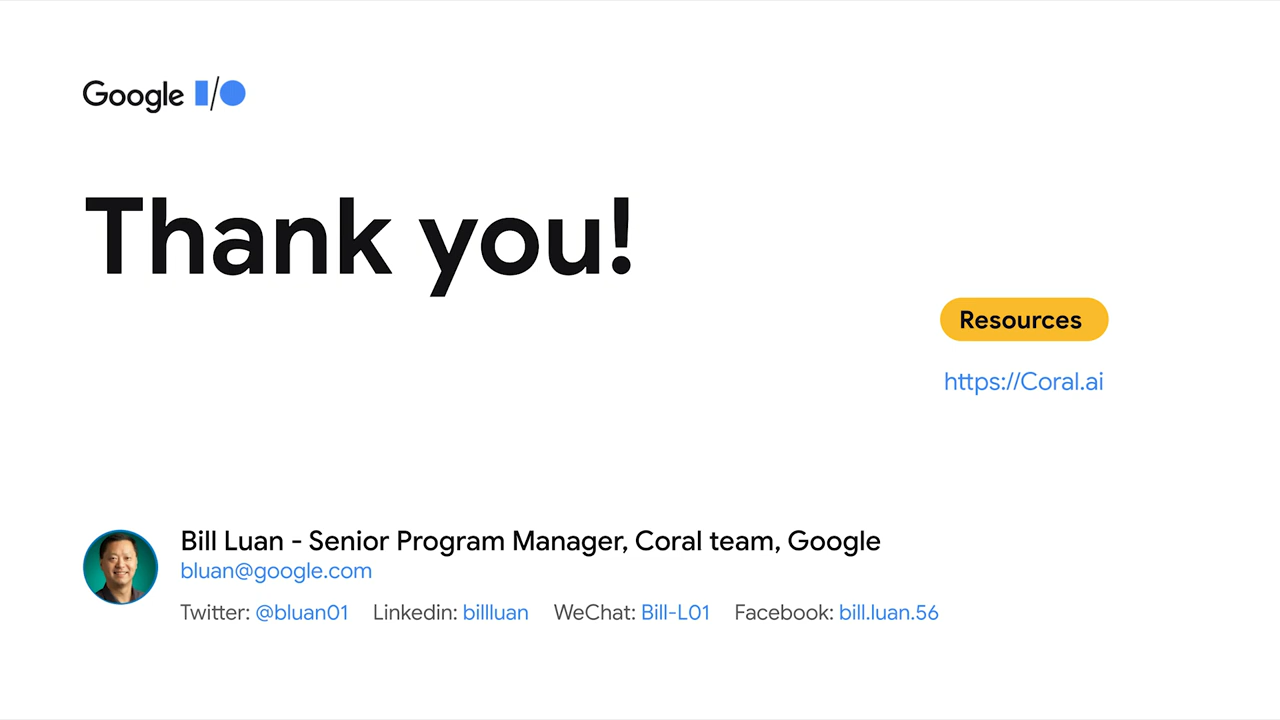 Google I/O
Thank you!
Resources
https://Coral.ai
Bill Luan - Senior Program Manager, Coral team, Google
bluan@google.com
Twitter: @bluan01 Linkedin: billluan WeChat: Bill-L01 Facebook: bill.luan.56